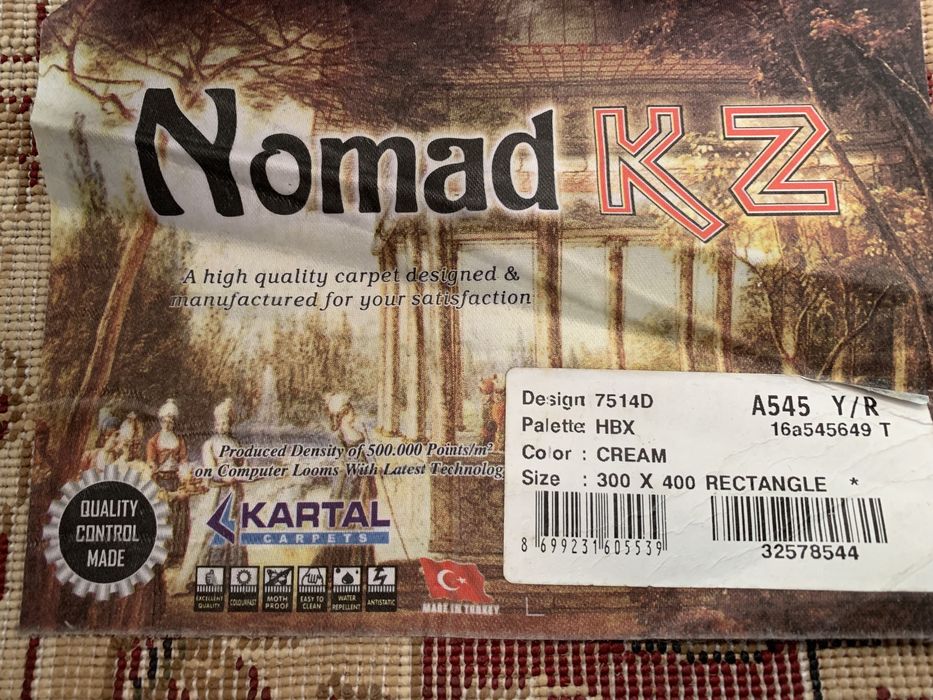 Nomad KZ
A high quality carpet designed &
manufactured for your satisfaction
Design 7514D
A545 Y/R
Palette HBX
16a545649 T
Color : CREAM
Size : 300 X 400 RECTANGLE *
8 699231 605539
32578544
Produced Density of 500.000 Points/m²
on Computer Looms With Latest Technolog
KARTAL
CARPETS
QUALITY
CONTROL
MADE
EXCELLENT
QUALITY
COLOURFAST
MOTH
PROOF
EASY TO
CLEAN
WATER
REPELLENT
ANTISTATIC
MADE IN TURKEY